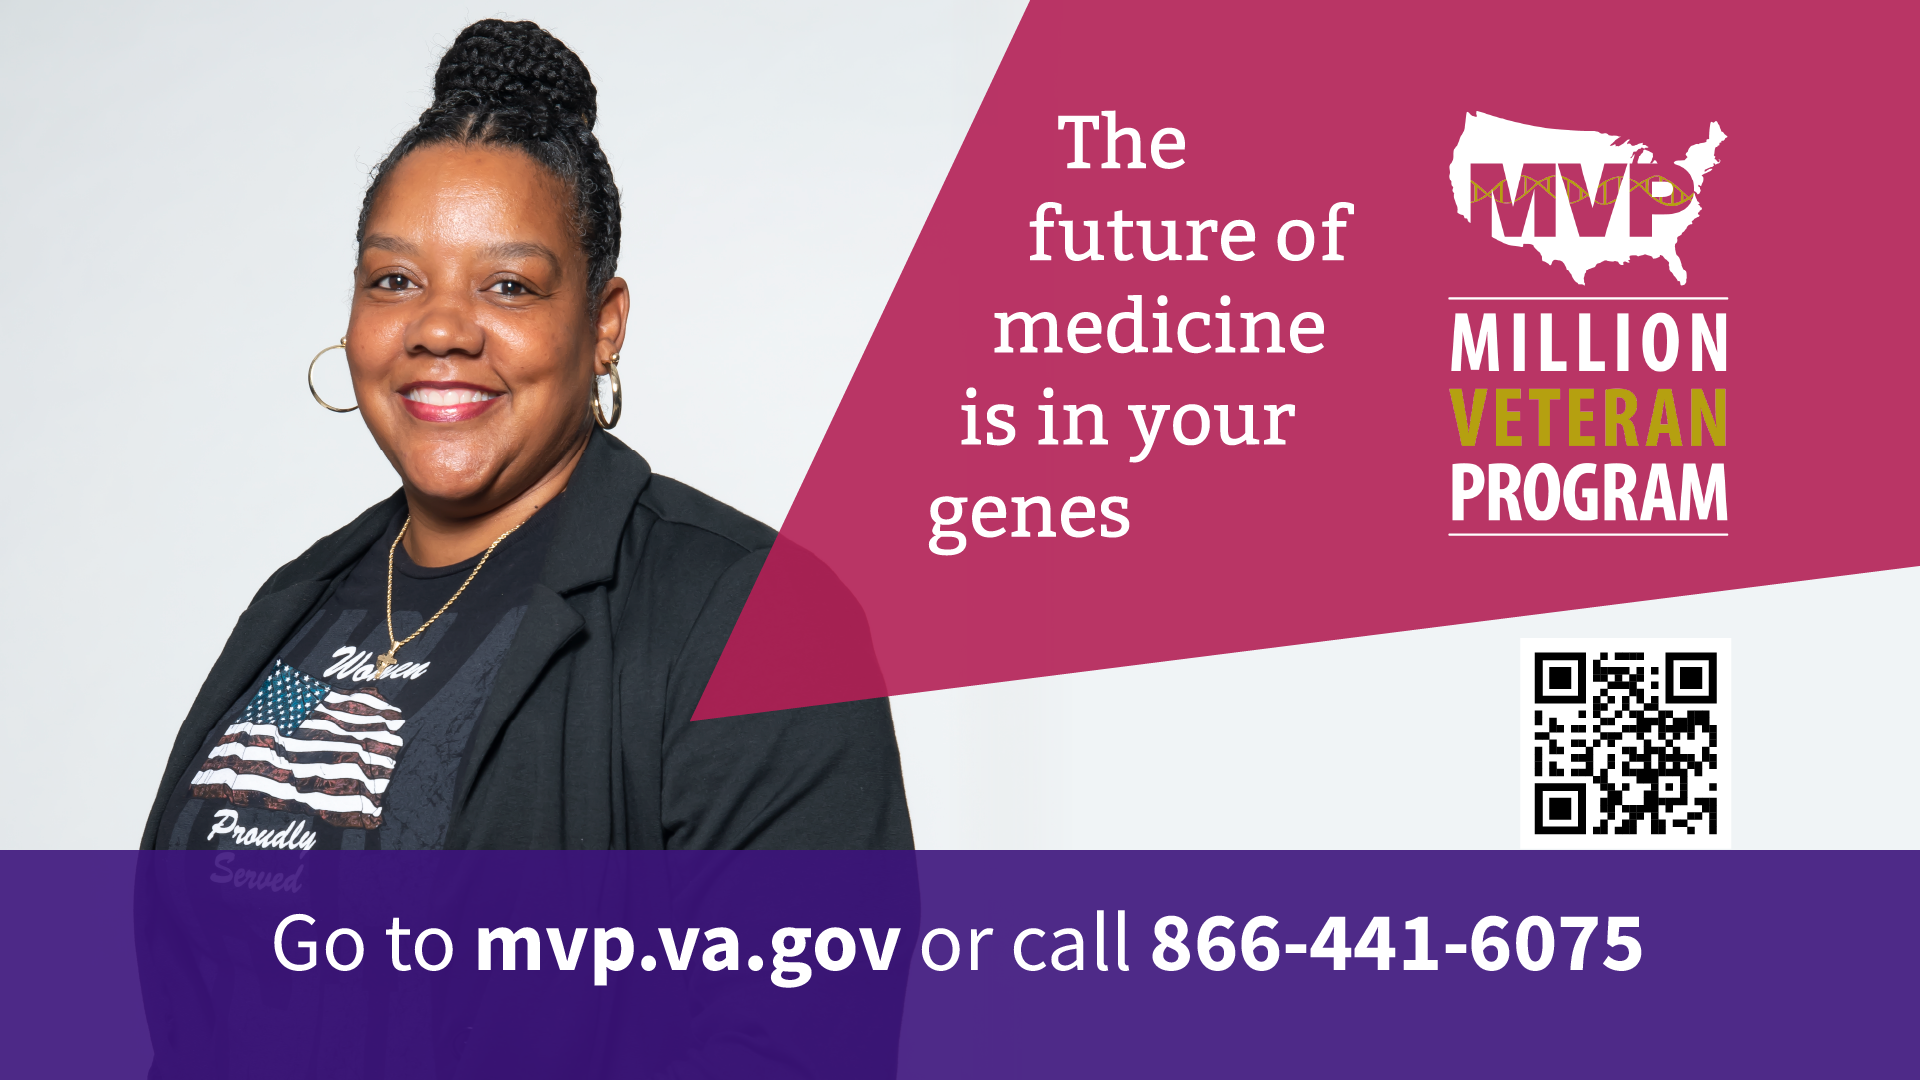 The
future of
medicine
is in your
genes
MVP
MILLION
VETERAN
PROGRAM
Women
Proudly
Served
Go to mvp.va.gov or call 866-441-6075